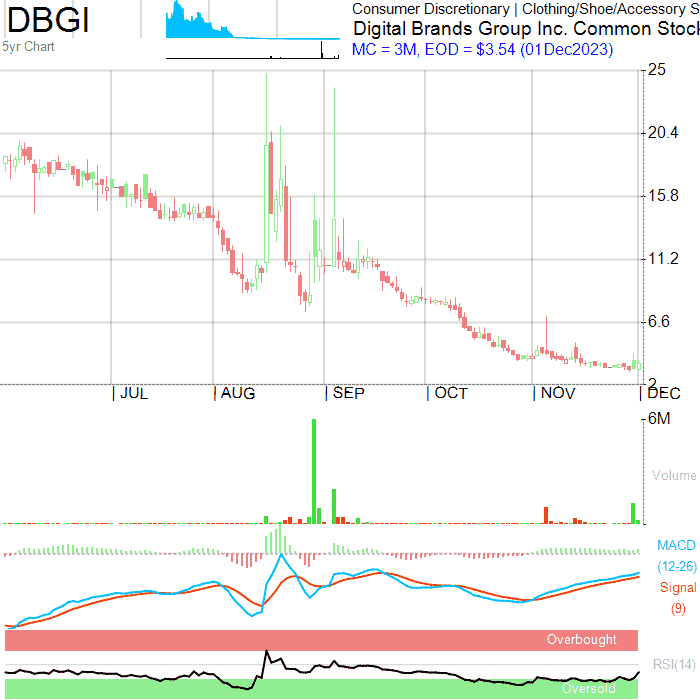 DBGI
5yr Chart
Consumer Discretionary | Clothing/Shoe/Accessory S
Digital Brands Group Inc. Common Stock
MC = 3M, EOD = $3.54 (01Dec2023)
25
20.4
15.8
11.2
6.6
2
| JUL
| AUG
| SEP
| OCT
| NOV
| DEC
6M
Volume
MACD
(12-26)
Signal
(9)
Overbought
RSI(14)
Oversold